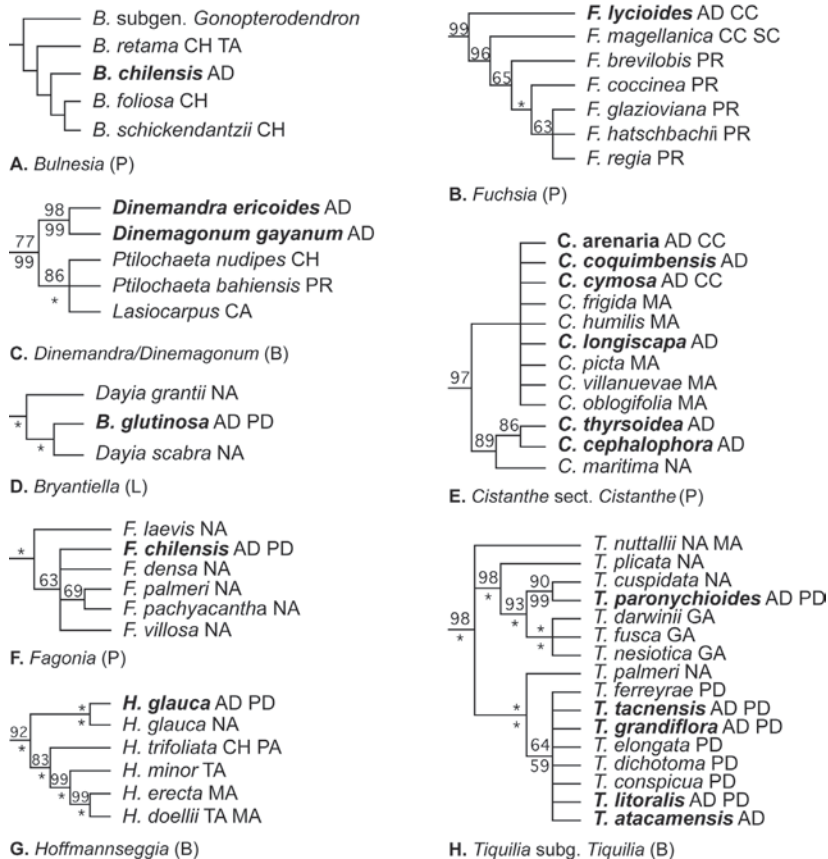 B. subgen. Gonopterodendron
B. retama CH TA
B. chilensis AD
B. foliosa CH
B. schickendantzii CH
A. Bulnesia (P)
99
96
65
*
63
F. lycioides AD CC
F. magellanica CC SC
F. brevilobis PR
F. coccinea PR
F. glazioviana PR
F. hatschbachii PR
F. regia PR
B. Fuchsia (P)
77
99
98
99
86
*
Dinemandra ericoides AD
Dinemagonum gayanum AD
Ptilochaeta nudipes CH
Ptilochaeta bahiensis PR
Lasiocarpus CA
C. Dinemandra/Dinemagonum (B)
*
*
Dayia grantii NA
B. glutinosa AD PD
Dayia scabra NA
D. Bryantiella (L)
97
86
89
C. arenaria AD CC
C. coquimbensis AD
C. cymosa AD CC
C. frigida MA
C. humilis MA
C. longiscapa AD
C. picta MA
C. villanuevae MA
C. oblogifolia MA
C. thyrsoidea AD
C. cephalophora AD
C. maritima NA
E. Cistanthe sect. Cistanthe (P)
*
63
69
F. laevis NA
F. chilensis AD PD
F. densa NA
F. palmeri NA
F. pachyacantha NA
F. villosa NA
F. Fagonia (P)
92
*
*
*
83
*
99
*
99
*
H. glauca AD PD
H. glauca NA
H. trifoliata CH PA
H. minor TA
H. erecta MA
H. doellii TA MA
G. Hoffmannseggia (B)
98
*
98
*
93
*
90
99
*
*
*
*
64
59
T. nuttallii NA MA
T. plicata NA
T. cuspidata NA
T. paronychioides AD PD
T. darwinii GA
T. fusca GA
T. nesiotica GA
T. palmeri NA
T. ferreyrae PD
T. tacnensis AD PD
T. grandiflora AD PD
T. elongata PD
T. dichotoma PD
T. conspicua PD
T. litoralis AD PD
T. atacamensis AD
H. Tiquilia subg. Tiquilia (B)